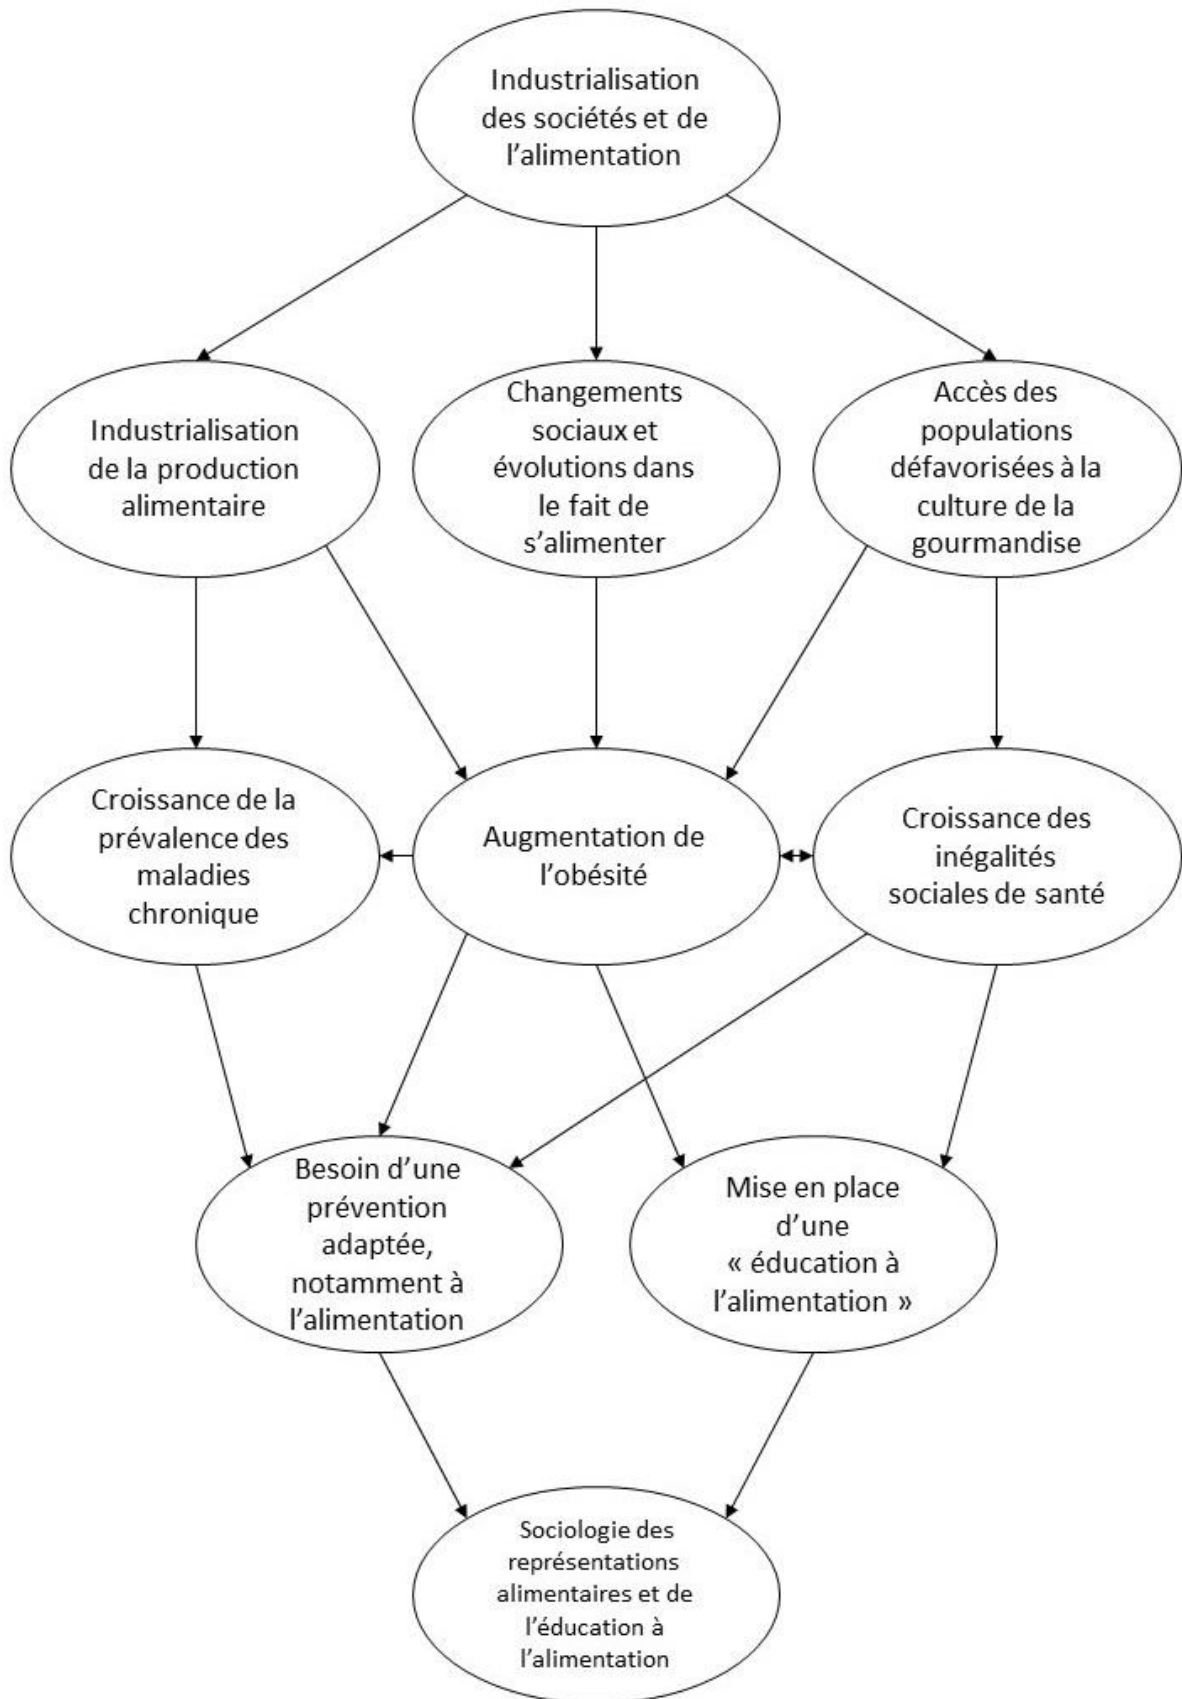 Industrialisation
des sociétés et de
l’alimentation
Industrialisation
de la production
alimentaire
Changements
sociaux et
évolutions dans
le fait de
s’alimenter
Accès des
populations
défavorisées à la
culture de la
gourmandise
Croissance de la
prévalence des
maladies
chronique
Augmentation de
l’obésité
Croissance des
inégalités
sociales de santé
Besoin d’une
prévention
adaptée,
notamment à
l’alimentation
Mise en place
d’une
« éducation à
l’alimentation »
Sociologie des
représentations
alimentaires et de
l’éducation à
l’alimentation